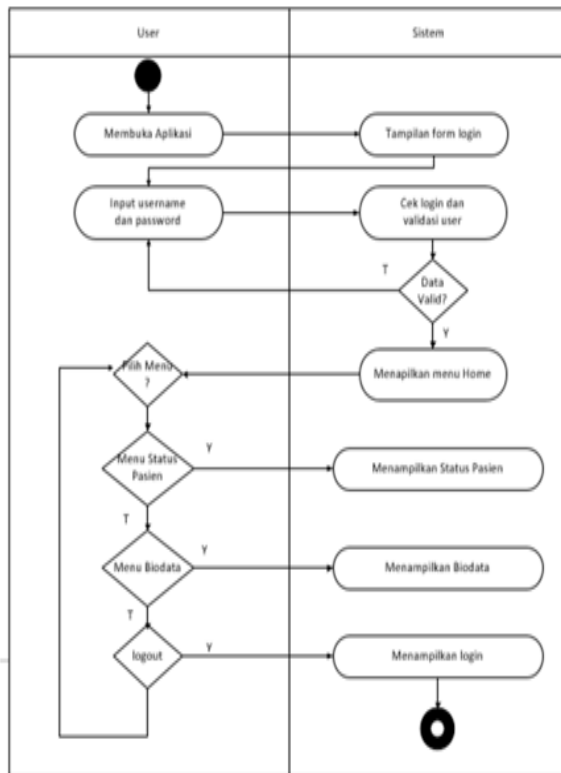 User
Sistem
Membuka Aplikasi
Tampilan form login
Input username
dan password
Cek login dan
validasi user
T
Data
Valid?
Y
Pilih Menu
?
Menapilkan menu Home
Menu Status
Pasien
Y
Menampilkan Status Pasien
T
Menu Biodata
Y
Menampilkan Biodata
T
logout
Y
Menampilkan login